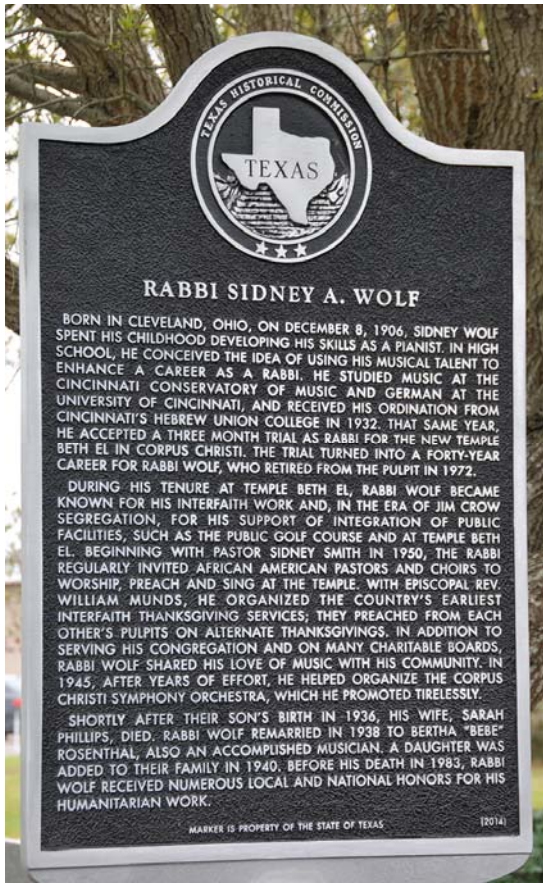 TEXAS HISTORICAL COMMISSION
TEXAS
RABBI SIDNEY A. WOLF
BORN IN CLEVELAND, OHIO, ON DECEMBER 8, 1906, SIDNEY WOLF
SPENT HIS CHILDHOOD DEVELOPING HIS SKILLS AS A PIANIST. IN HIGH
SCHOOL, HE CONCEIVED THE IDEA OF USING HIS MUSICAL TALENT TO
ENHANCE A CAREER AS A RABBI. HE STUDIED MUSIC AT THE
CINCINNATI CONSERVATORY OF MUSIC AND GERMAN AT THE
UNIVERSITY OF CINCINNATI, AND RECEIVED HIS ORDINATION FROM
CINCINNATI'S HEBREW UNION COLLEGE IN 1932. THAT SAME YEAR,
HE ACCEPTED A THREE MONTH TRIAL AS RABBI FOR THE NEW TEMPLE
BETH EL IN CORPUS CHRISTI. THE TRIAL TURNED INTO A FORTY-YEAR
CAREER FOR RABBI WOLF, WHO RETIRED FROM THE PULPIT IN 1972.
DURING HIS TENURE AT TEMPLE BETH EL, RABBI WOLF BECAME
KNOWN FOR HIS INTERFAITH WORK AND, IN THE ERA OF JIM CROW
SEGREGATION, FOR HIS SUPPORT OF INTEGRATION OF PUBLIC
FACILITIES, SUCH AS THE PUBLIC GOLF COURSE AND AT TEMPLE BETH
EL. BEGINNING WITH PASTOR SIDNEY SMITH IN 1950, THE RABBI
REGULARLY INVITED AFRICAN AMERICAN PASTORS AND CHOIRS TO
WORSHIP, PREACH AND SING AT THE TEMPLE. WITH EPISCOPAL REV.
WILLIAM MUNDS, HE ORGANIZED THE COUNTRY'S EARLIEST
INTERFAITH THANKSGIVING SERVICES; THEY PREACHED FROM EACH
OTHER'S PULPITS ON ALTERNATE THANKSGIVINGS. IN ADDITION TO
SERVING HIS CONGREGATION AND ON MANY CHARITABLE BOARDS,
RABBI WOLF SHARED HIS LOVE OF MUSIC WITH HIS COMMUNITY. IN
1945, AFTER YEARS OF EFFORT, HE HELPED ORGANIZE THE CORPUS
CHRISTI SYMPHONY ORCHESTRA, WHICH HE PROMOTED TIRELESSLY.
SHORTLY AFTER THEIR SON'S BIRTH IN 1936, HIS WIFE, SARAH
PHILLIPS, DIED. RABBI WOLF REMARRIED IN 1938 TO BERTHA "BEBE"
ROSENTHAL, ALSO AN ACCOMPLISHED MUSICIAN. A DAUGHTER WAS
ADDED TO THEIR FAMILY IN 1940. BEFORE HIS DEATH IN 1983, RABBI
WOLF RECEIVED NUMEROUS LOCAL AND NATIONAL HONORS FOR HIS
HUMANITARIAN WORK.
MARKER IS PROPERTY OF THE STATE OF TEXAS (2014)